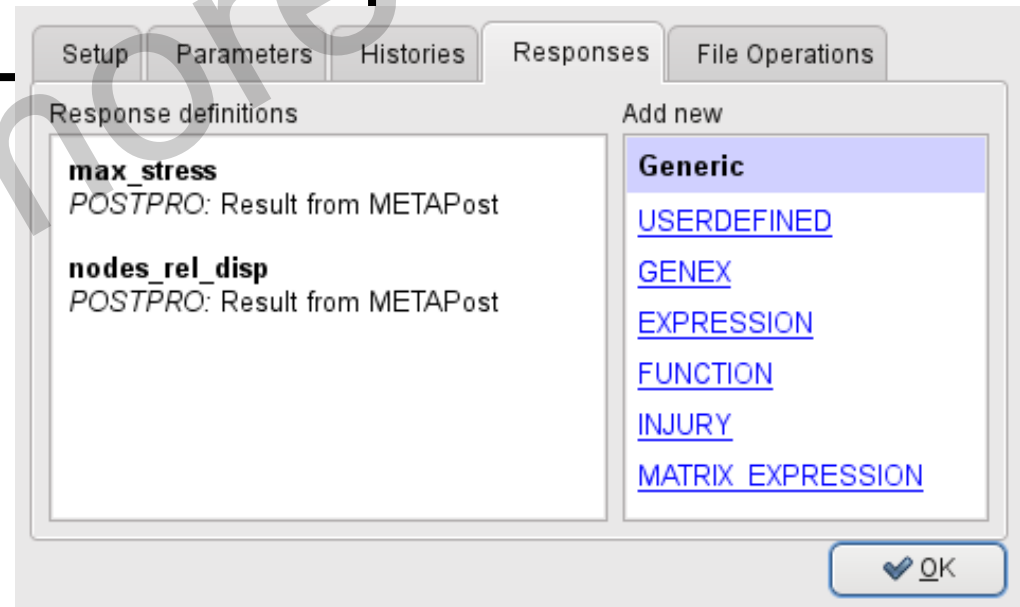 Setup Parameters Histories Responses File Operations
Response definitions
max_stress
POSTPRO: Result from METAPost
nodes_rel_disp
POSTPRO: Result from METAPost
Add new
Generic
USERDEFINED
GENEX
EXPRESSION
FUNCTION
INJURY
MATRIX_EXPRESSION
OK